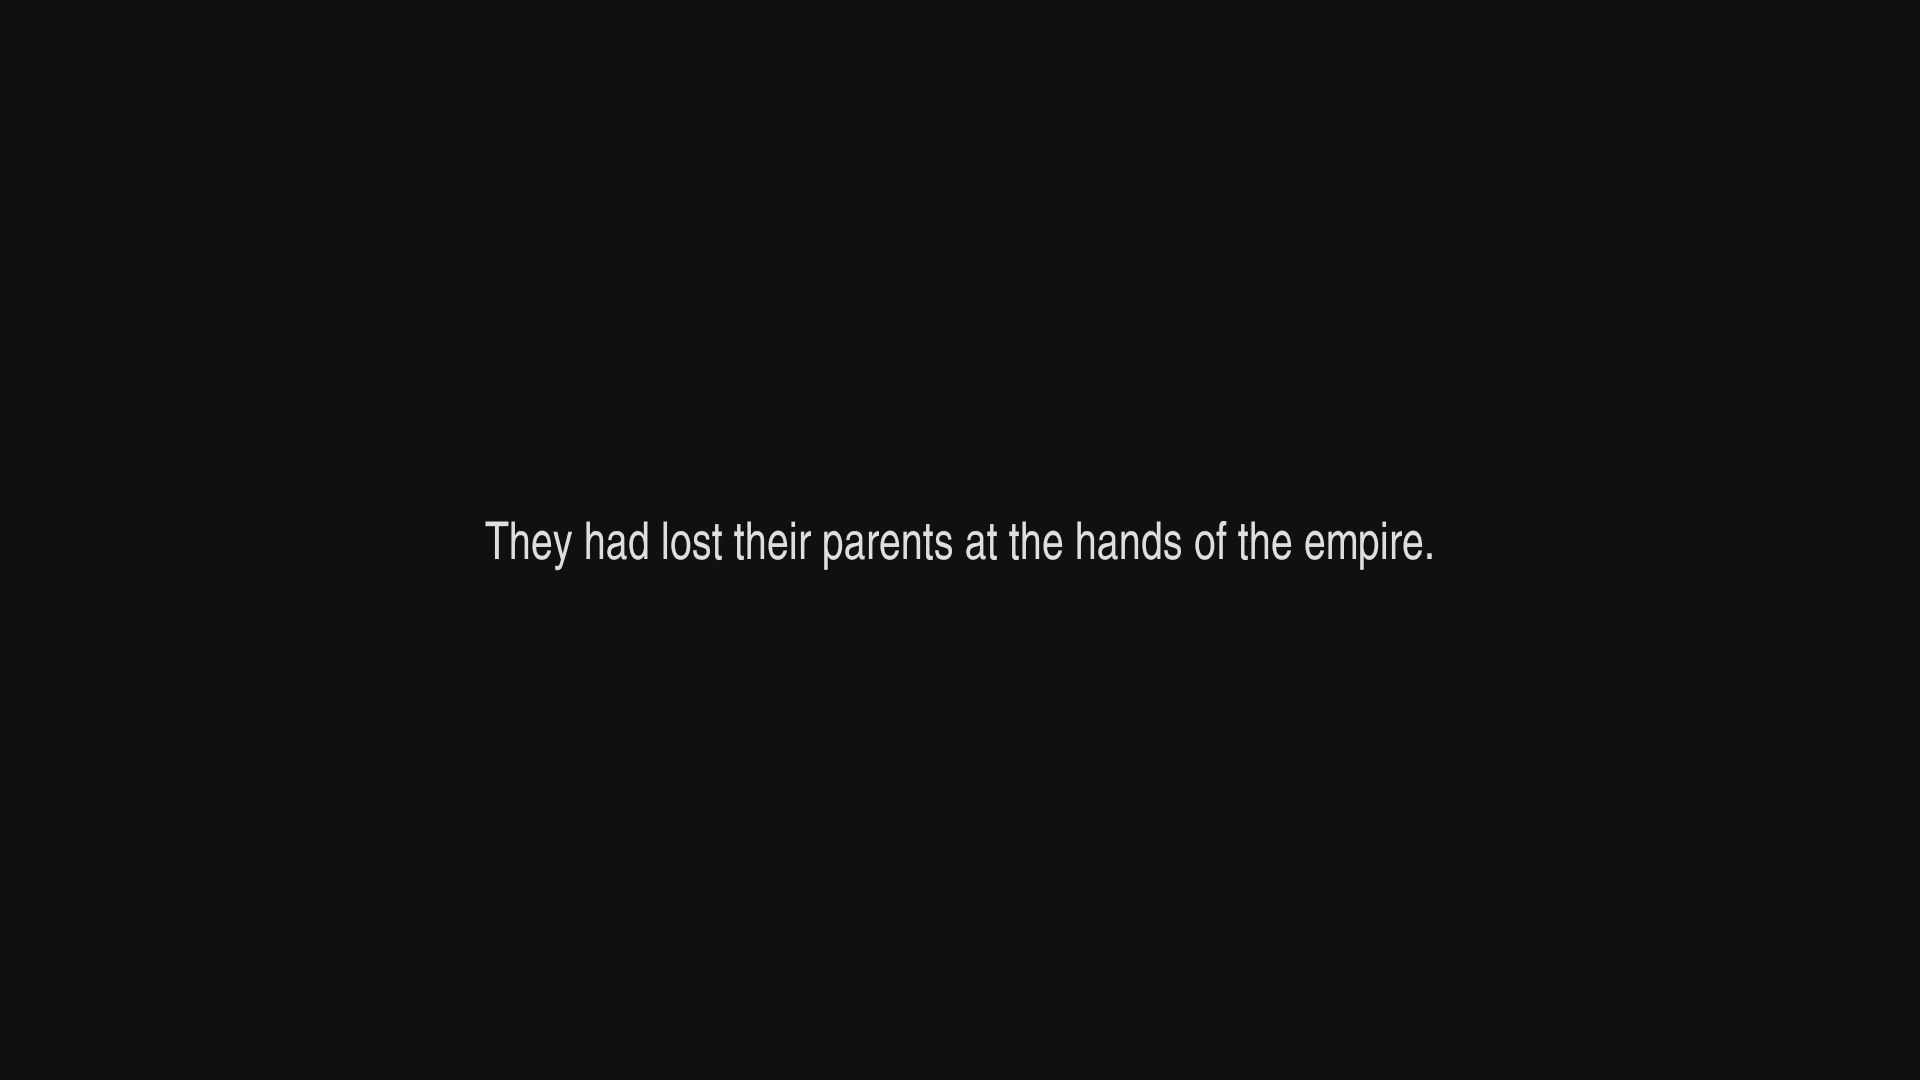 They had lost their parents at the hands of the empire.